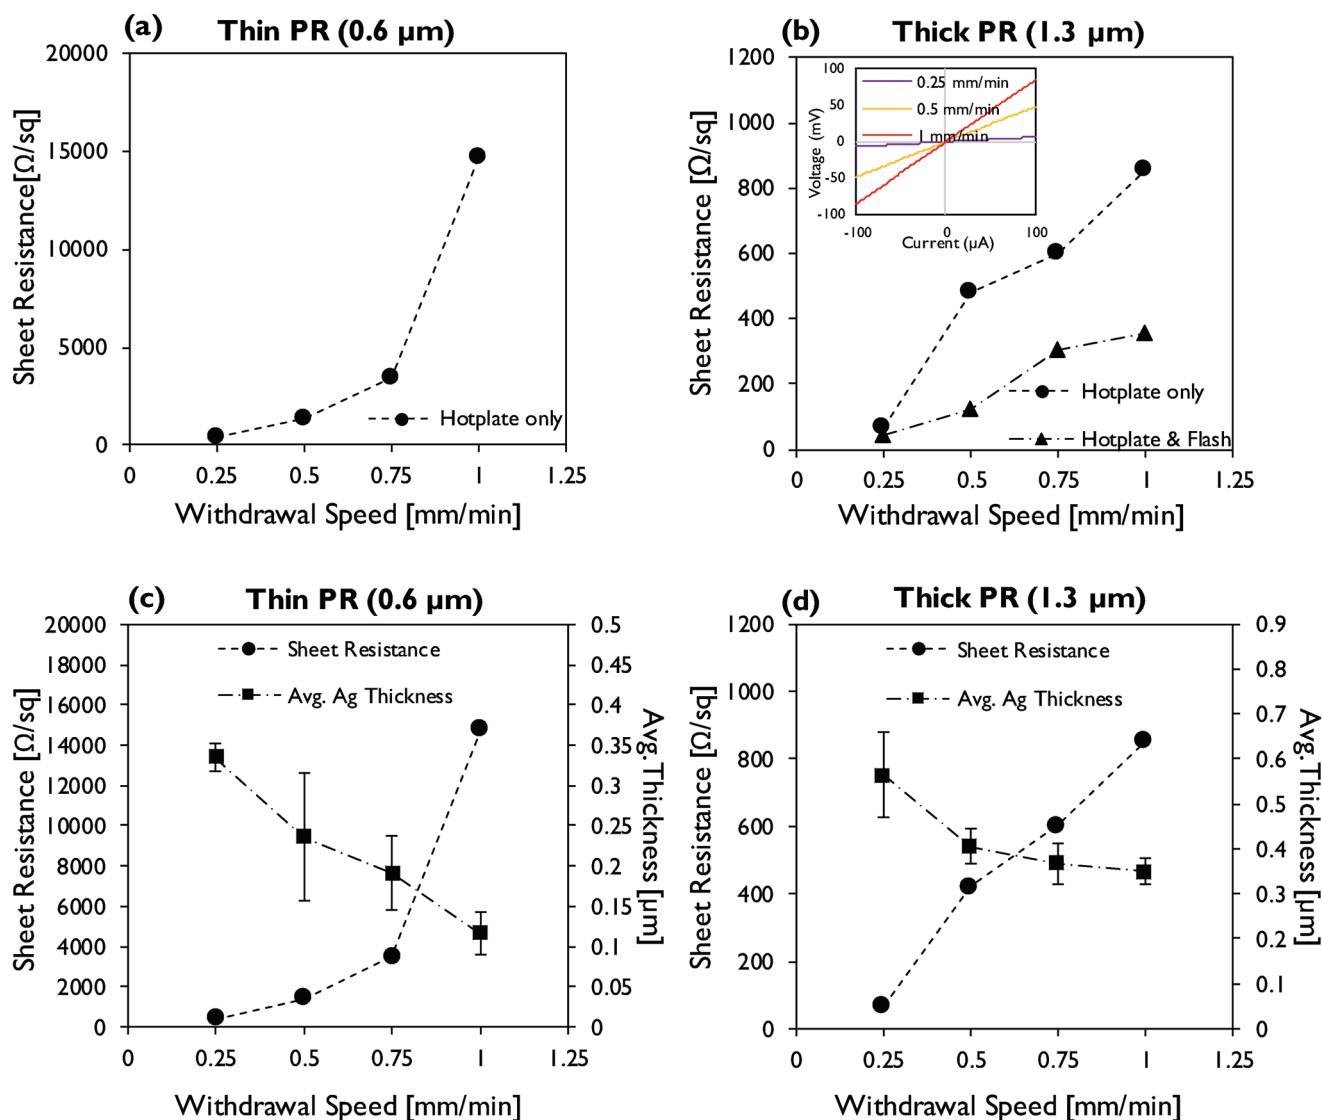 (a) Thin PR (0.6 µm)
20000
15000
10000
5000
0
Sheet Resistance[Ω/sq]
Hotplate only
0 0.25 0.5 0.75 1 1.25
Withdrawal Speed [mm/min]
(b) Thick PR (1.3 µm)
1200
1000
800
600
400
200
0
Sheet Resistance [Ω/sq]
100
50
0
-50
-100
Voltage (mV)
0.25 mm/min
0.5 mm/min
1 mm/min
-100 0 100
Current (µA)
Hotplate only
Hotplate & Flash
0 0.25 0.5 0.75 1 1.25
Withdrawal Speed [mm/min]
(c) Thin PR (0.6 µm)
20000
18000
16000
14000
12000
10000
8000
6000
4000
2000
0
Sheet Resistance [Ω/sq]
Sheet Resistance
Avg. Ag Thickness
0.5
0.45
0.4
0.35
0.3
0.25
0.2
0.15
0.1
0.05
0
Avg. Thickness [µm]
0 0.25 0.5 0.75 1 1.25
Withdrawal Speed [mm/min]
(d) Thick PR (1.3 µm)
1200
1000
800
600
400
200
0
Sheet Resistance [Ω/sq]
Sheet Resistance
Avg. Ag Thickness
0.9
0.8
0.7
0.6
0.5
0.4
0.3
0.2
0.1
0
Avg. Thickness [µm]
0 0.25 0.5 0.75 1 1.25
Withdrawal Speed [mm/min]